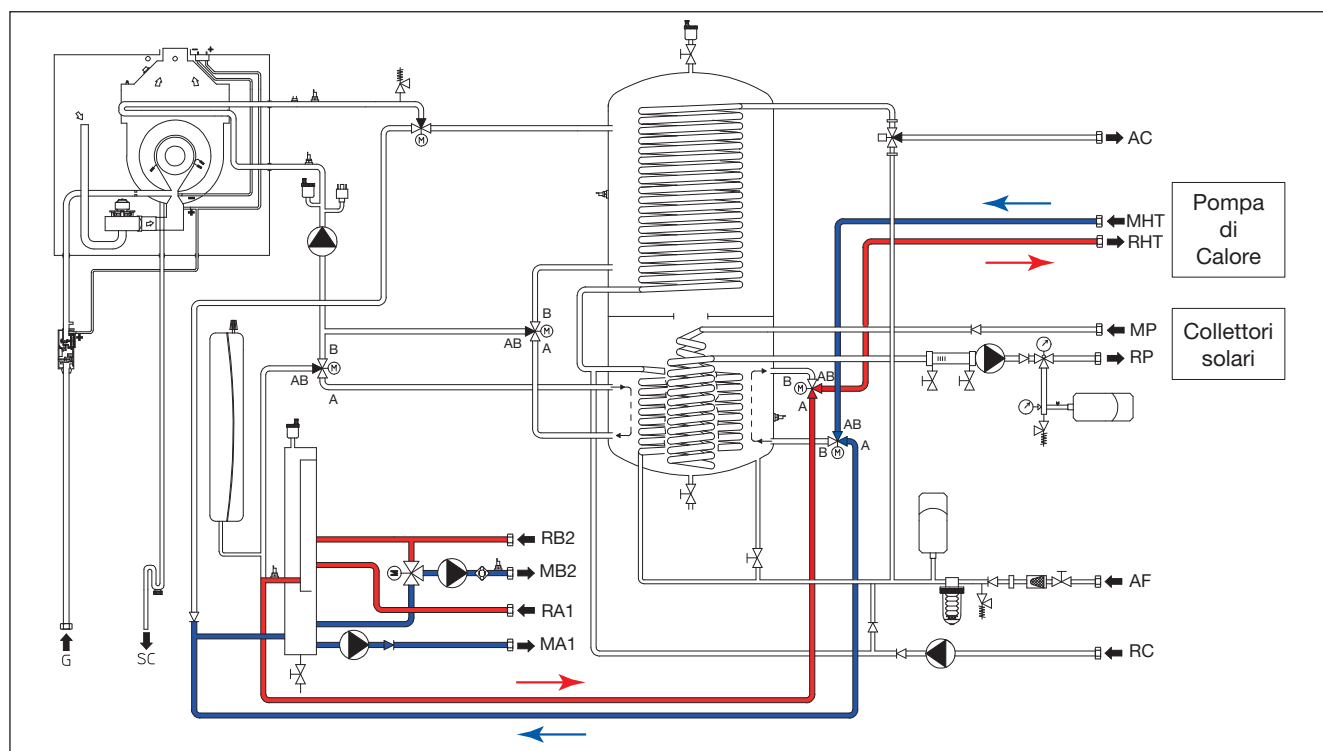 M
AC
MHT
Pompa
di
Calore
RHT
B
M
AB
A
MP
Collettori
solari
RP
B
M
AB
A
AB
B
M
A
AB
A
B
M
RB2
M
MB2
RA1
MA1
AF
RC
G
SC